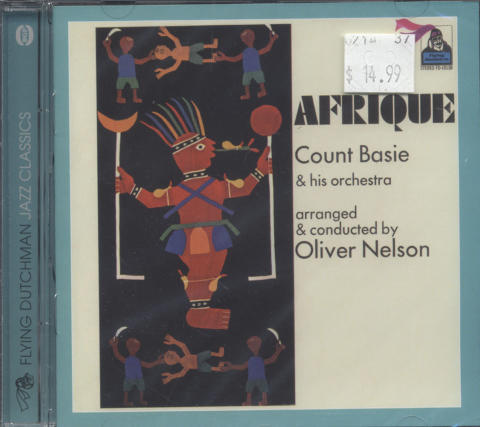 FLYING DUTCHMAN JAZZ CLASSICS
$ 14.99
AFRIQUE
Count Basie
& his orchestra
arranged
& conducted by
Oliver Nelson